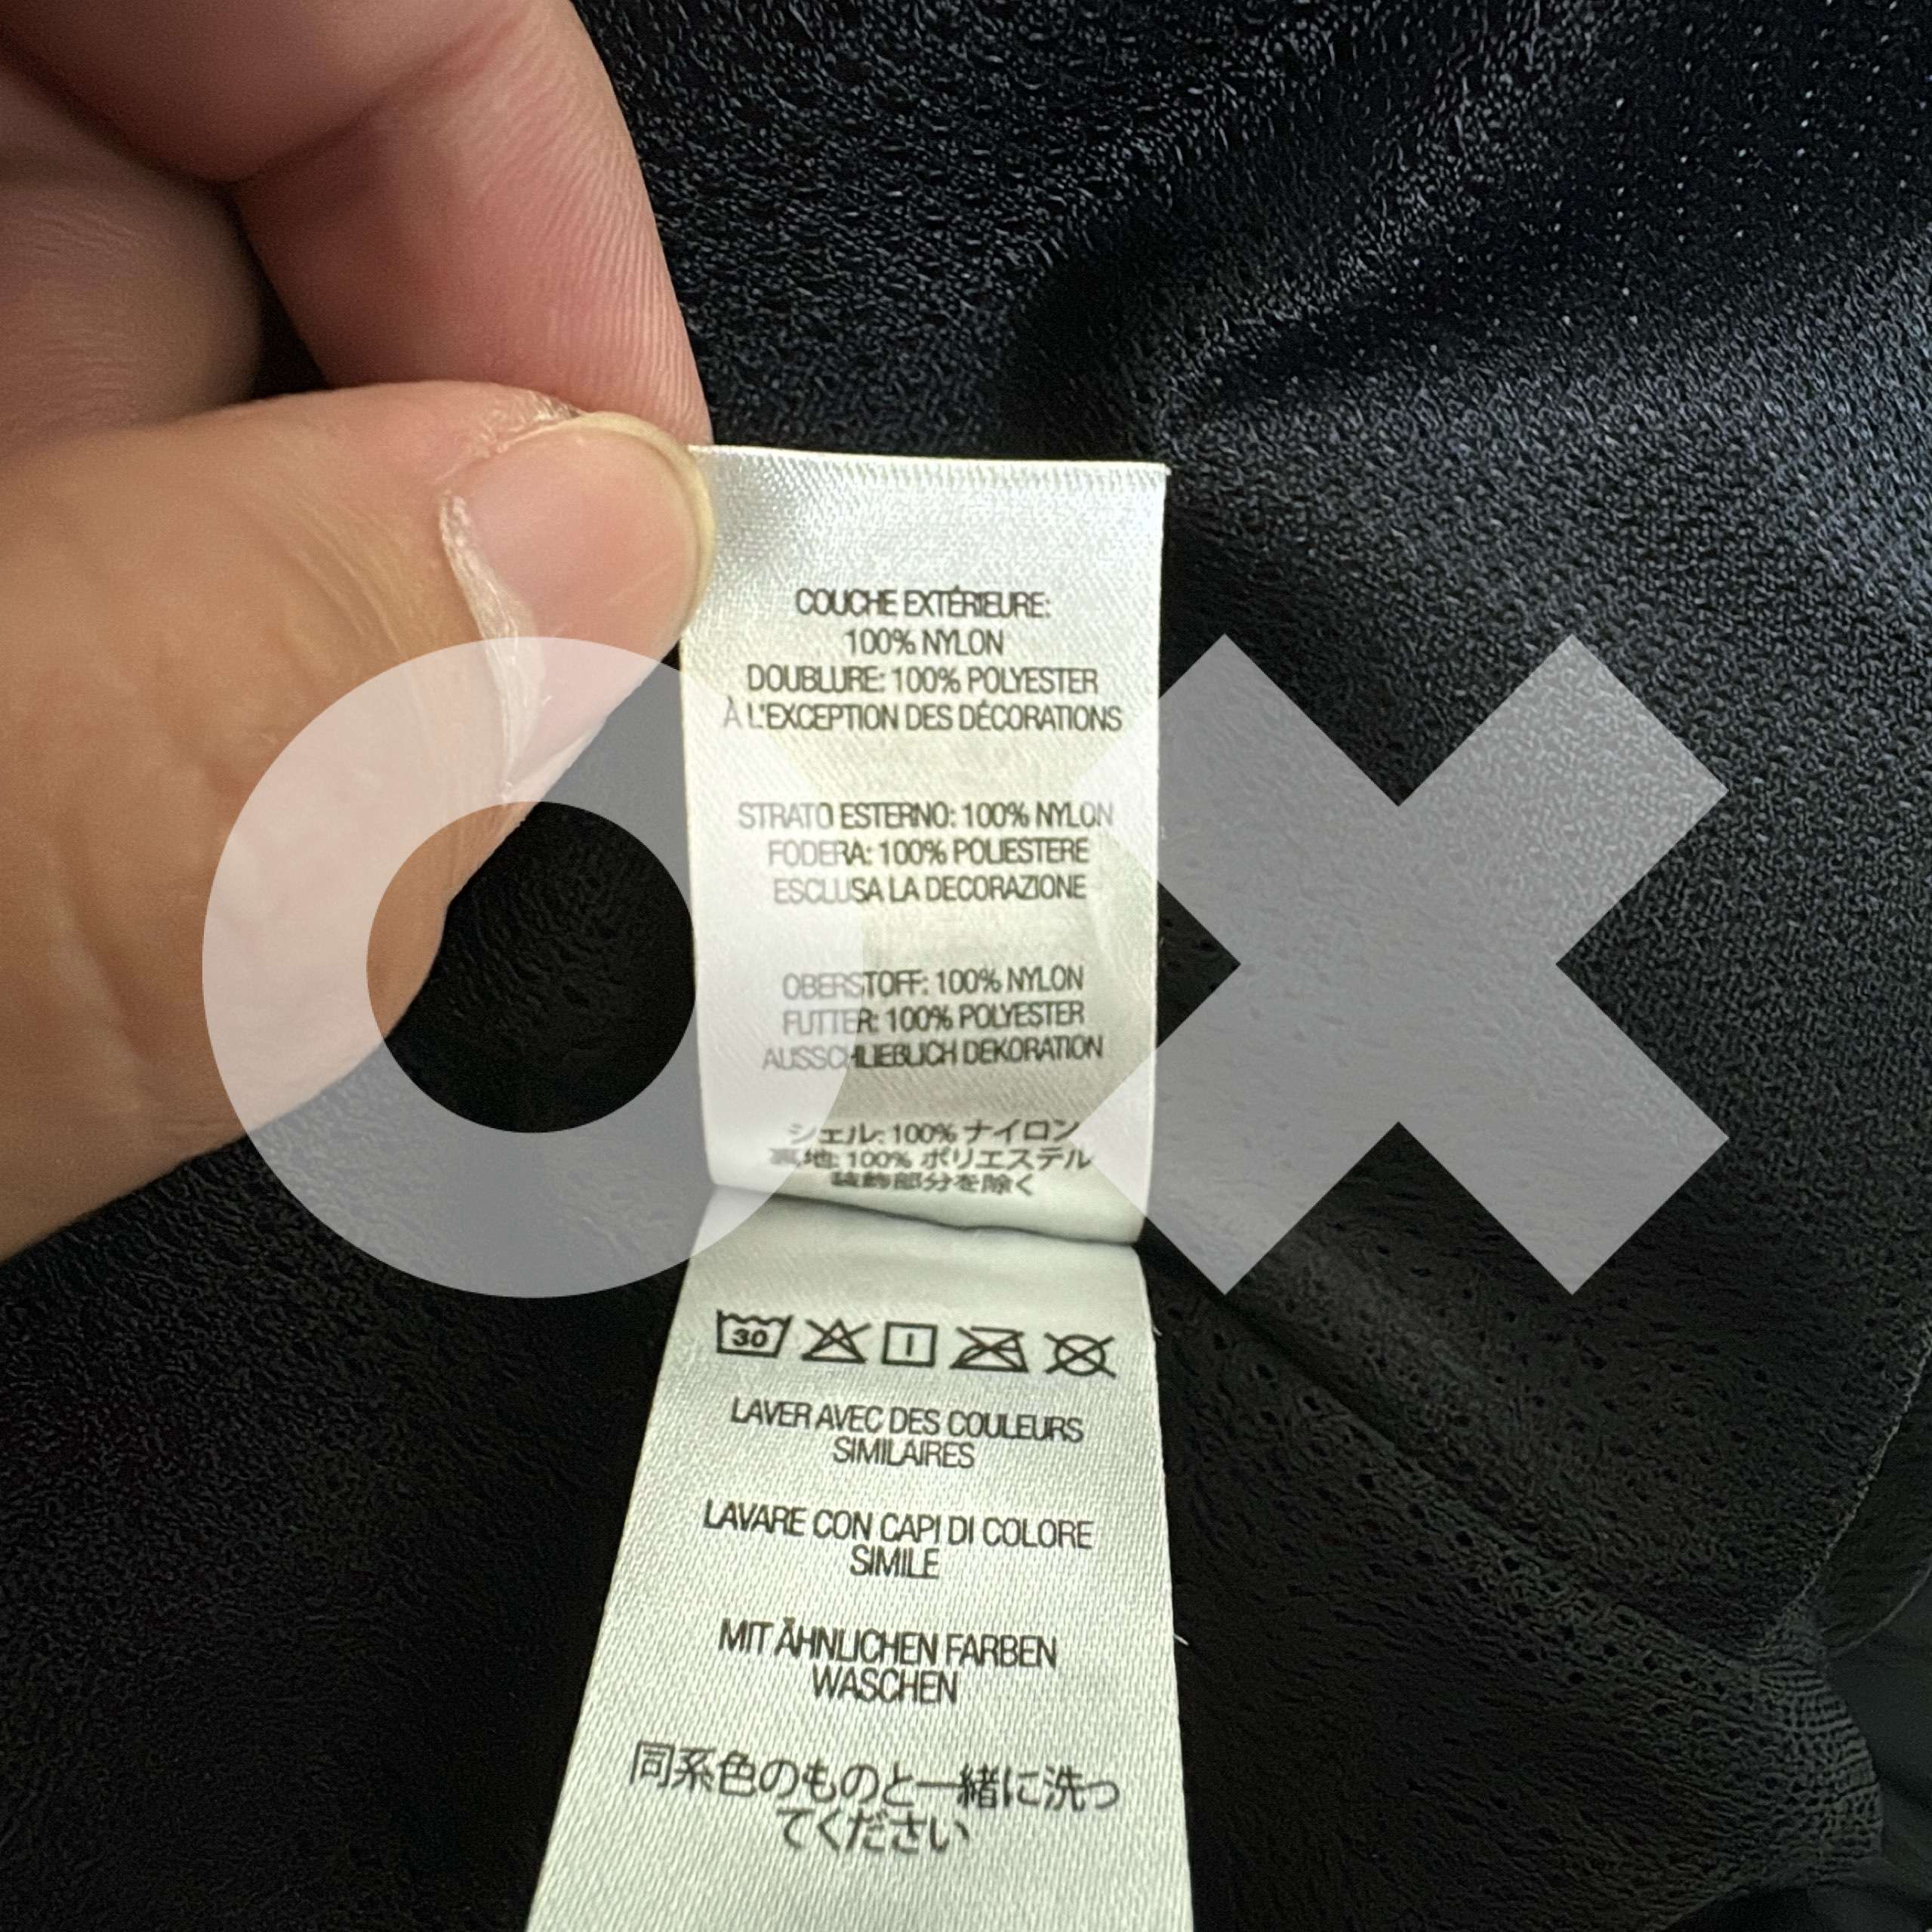 COUCHE EXTÉRIEURE:
100% NYLON
DOUBLURE: 100% POLYESTER
À L'EXCEPTION DES DÉCORATIONS
STRATO ESTERNO: 100% NYLON
FODERA: 100% POLIESTERE
ESCLUSA LA DECORAZIONE
OBERSTOFF: 100% NYLON
FUTTER: 100% POLYESTER
AUSSCHLIEBLICH DEKORATION
シェル: 100% ナイロン
裏地: 100% ポリエステル
装飾部分を除く
30
LAVER AVEC DES COULEURS
SIMILAIRES
LAVARE CON CAPI DI COLORE
SIMILE
MIT ÄHNLICHEN FARBEN
WASCHEN
同系色のものと一緒に洗っ
てください
OX